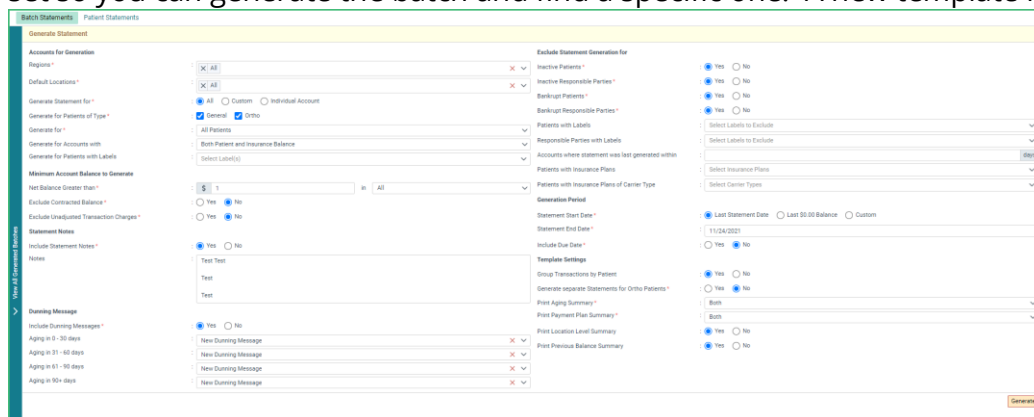 Batch Statements Patient Statements
Generate Statement
Accounts for Generation
Regions * : All
Default Locations * : All
Generate Statement for * : All Custom Individual Account
Generate for Patients of Type * : General Ortho
Generate for * : All Patients
Generate for Accounts with : Both Patient and Insurance Balance
Generate for Patients with Labels : Select Label(s)
Minimum Account Balance to Generate
Net Balance Greater than * : $ 1 in All
Exclude Contracted Balance * : Yes No
Exclude Unadjusted Transaction Charges * : Yes No
Statement Notes
Include Statement Notes * : Yes No
Notes : Test Test
Test
Test
Dunning Message
Include Dunning Messages * : Yes No
Aging in 0 - 30 days : New Dunning Message
Aging in 31 - 60 days : New Dunning Message
Aging in 61 - 90 days : New Dunning Message
Aging in 90+ days : New Dunning Message
Exclude Statement Generation for
Inactive Patients * : Yes No
Inactive Responsible Parties * : Yes No
Bankrupt Patients * : Yes No
Bankrupt Responsible Parties * : Yes No
Patients with Labels : Select Labels to Exclude
Responsible Parties with Labels : Select Labels to Exclude
Accounts where statement was last generated within : days
Patients with Insurance Plans : Select Insurance Plans
Patients with Insurance Plans of Carrier Type : Select Carrier Types
Generation Period
Statement Start Date * : Last Statement Date Last $0.00 Balance Custom
Statement End Date * : 11/24/2021
Include Due Date * : Yes No
Template Settings
Group Transactions by Patient : Yes No
Generate separate Statements for Ortho Patients * : Yes No
Print Aging Summary * : Both
Print Payment Plan Summary * : Both
Print Location Level Summary : Yes No
Print Previous Balance Summary : Yes No
Generate
View All Generated Batches